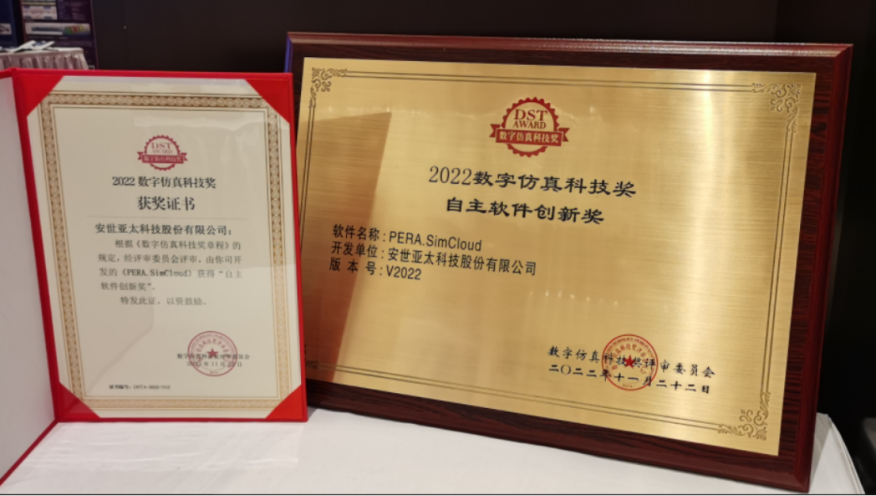 DST
AWARD
数字仿真科技奖
2022 数字仿真科技奖
获奖证书
安世亚太科技股份有限公司：
根据《数字仿真科技奖章程》的
规定，经评审委员会评审，由你司开
发的《PERA.SimCloud》获得“自主
软件创新奖”。
特发此证，以资鼓励。
证书编号：
DST
AWARD
数字仿真科技奖
2022数字仿真科技奖
自主软件创新奖
软件名称：PERA.SimCloud
开发单位：安世亚太科技股份有限公司
版 本 号：V2022
数字仿真科技奖评审委员会
二〇二二年十一月二十二日